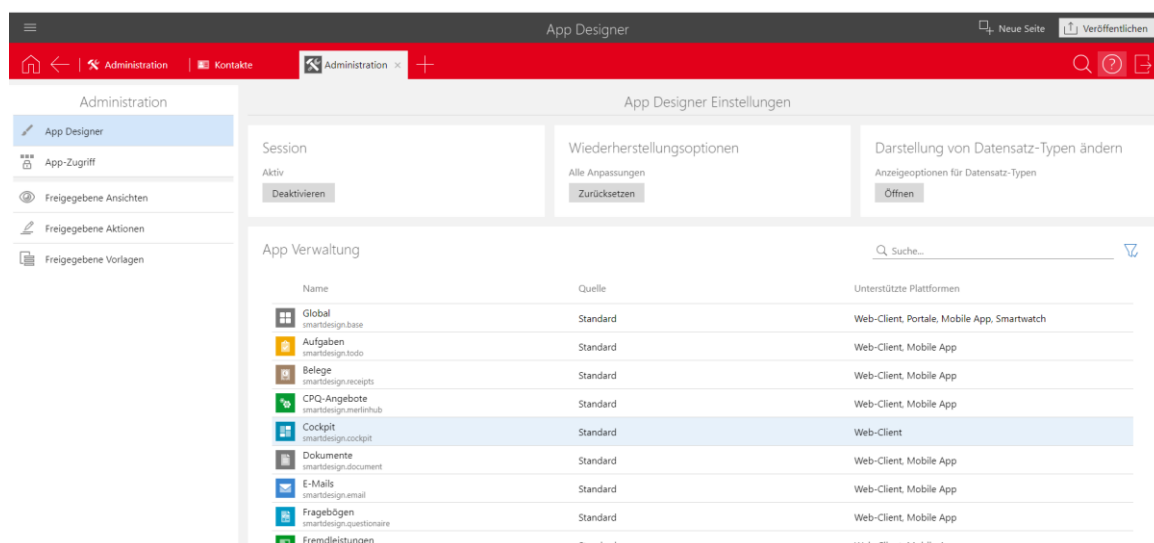 App Designer
Neue Seite
Veröffentlichen
Administration
Kontakte
Administration
Administration
App Designer
App-Zugriff
Freigegebene Ansichten
Freigegebene Aktionen
Freigegebene Vorlagen
App Designer Einstellungen
Session
Aktiv
Deaktivieren
Wiederherstellungsoptionen
Alle Anpassungen
Zurücksetzen
Darstellung von Datensatz-Typen ändern
Anzeigeoptionen für Datensatz-Typen
Öffnen
App Verwaltung
Suche...
Name Quelle Unterstützte Plattformen
Global
smartdesign.base
Standard Web-Client, Portale, Mobile App, Smartwatch
Aufgaben
smartdesign.todo
Standard Web-Client, Mobile App
Belege
smartdesign.receipts
Standard Web-Client, Mobile App
CPQ-Angebote
smartdesign.merlinhub
Standard Web-Client, Mobile App
Cockpit
smartdesign.cockpit
Standard Web-Client
Dokumente
smartdesign.document
Standard Web-Client, Mobile App
E-Mails
smartdesign.email
Standard Web-Client, Mobile App
Fragebögen
smartdesign.questionaire
Standard Web-Client, Mobile App
Fremdleistungen